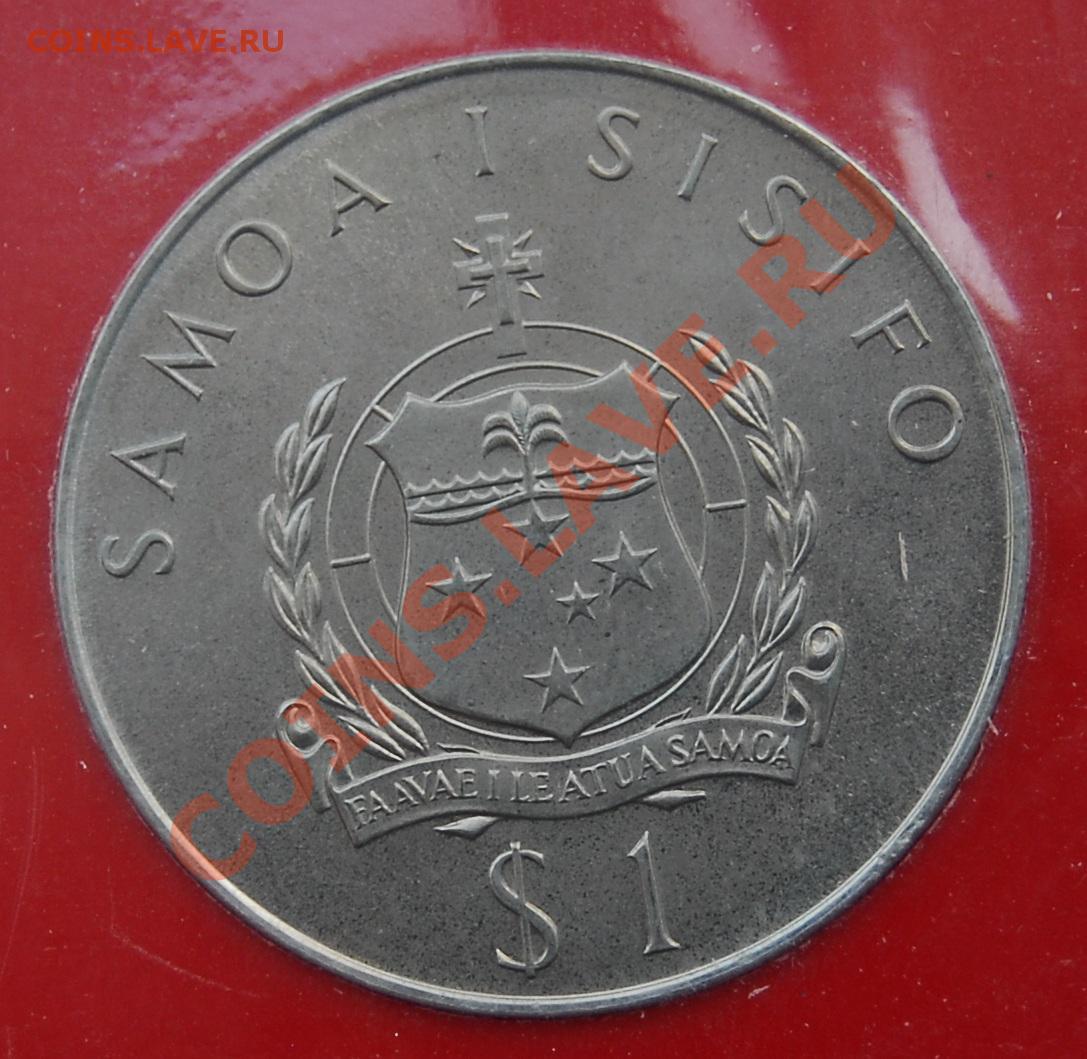 COINS.LAVE.RU
SAMOA I SISIFO -
FAAVAE I LE ATUA SAMOA
$ 1
COINS.LAVE.RU